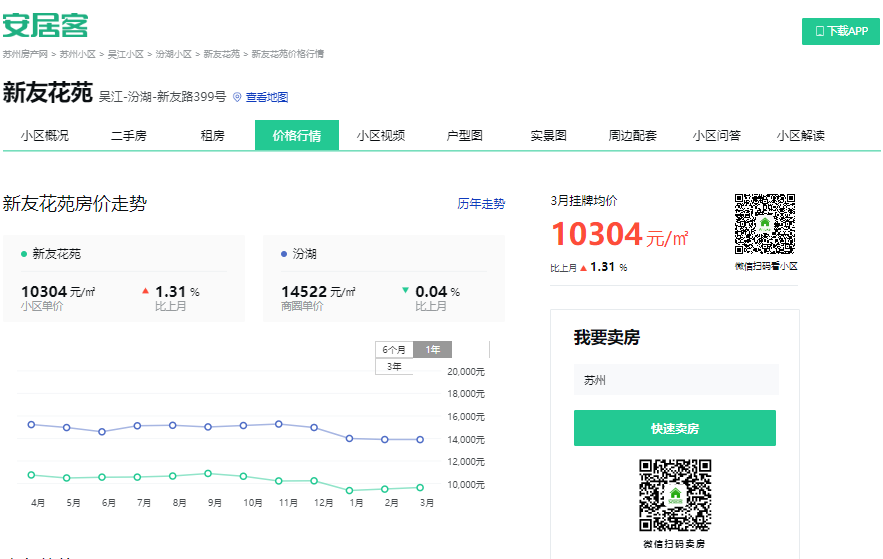 安居客
下载APP
苏州房产网 > 苏州小区 > 吴江小区 > 汾湖小区 > 新友花苑 > 新友花苑价格行情
新友花苑 吴江-汾湖-新友路399号 查看地图
小区概况 二手房 租房 价格行情 小区视频 户型图 实景图 周边配套 小区问答 小区解读
新友花苑房价走势 历年走势
新友花苑
10304 元/㎡ 1.31 %
小区单价 比上月
汾湖
14522 元/㎡ 0.04 %
商圈单价 比上月
6个月 1年
3年
20,000元
18,000元
16,000元
14,000元
12,000元
10,000元
4月 5月 6月 7月 8月 9月 10月 11月 12月 1月 2月 3月
3月挂牌均价
10304 元/㎡
比上月 1.31 %
微信扫码看小区
我要卖房
苏州
快速卖房
微信扫码卖房